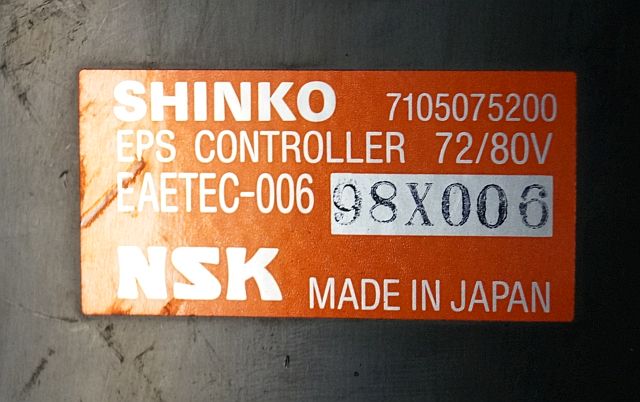 SHINKO 7105075200
EPS CONTROLLER 72/80V
EAETEC-006 98X006
NSK MADE IN JAPAN